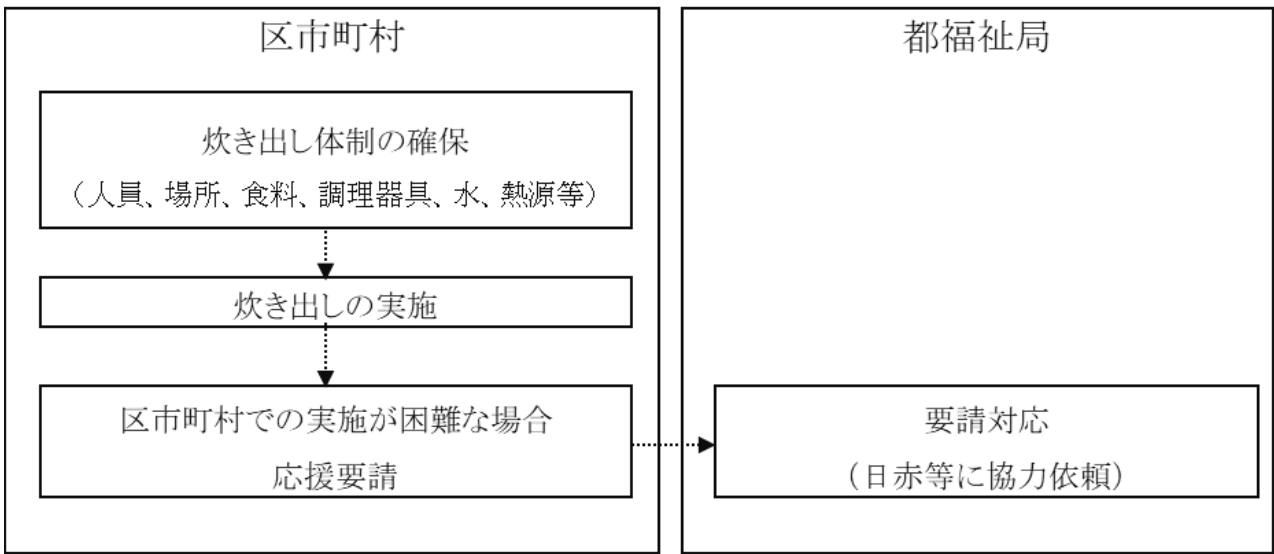 区市町村
炊き出し体制の確保
（人員、場所、食料、調理器具、水、熱源等）
炊き出しの実施
区市町村での実施が困難な場合
応援要請
都福祉局
要請対応
（日赤等に協力依頼）